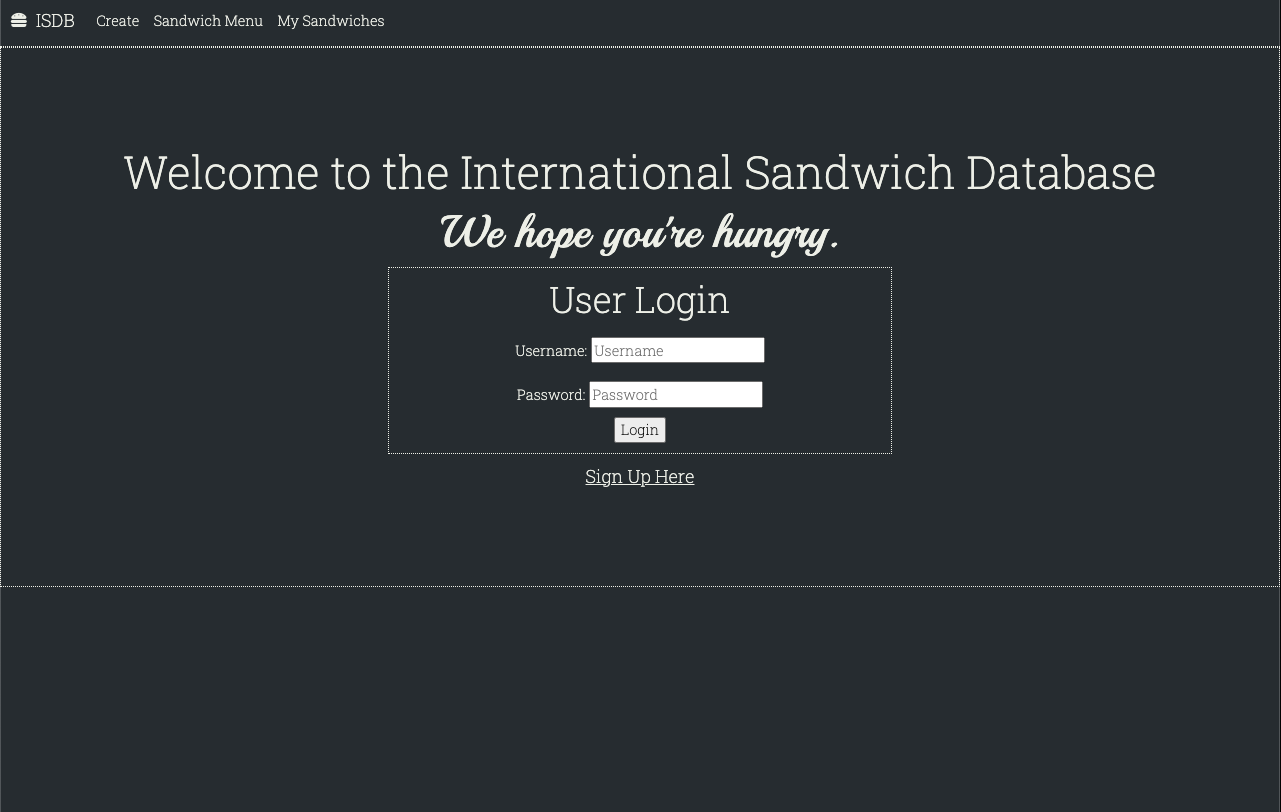 ISDB Create Sandwich Menu My Sandwiches
Welcome to the International Sandwich Database
We hope you're hungry.
User Login
Username: Username
Password: Password
Login
Sign Up Here